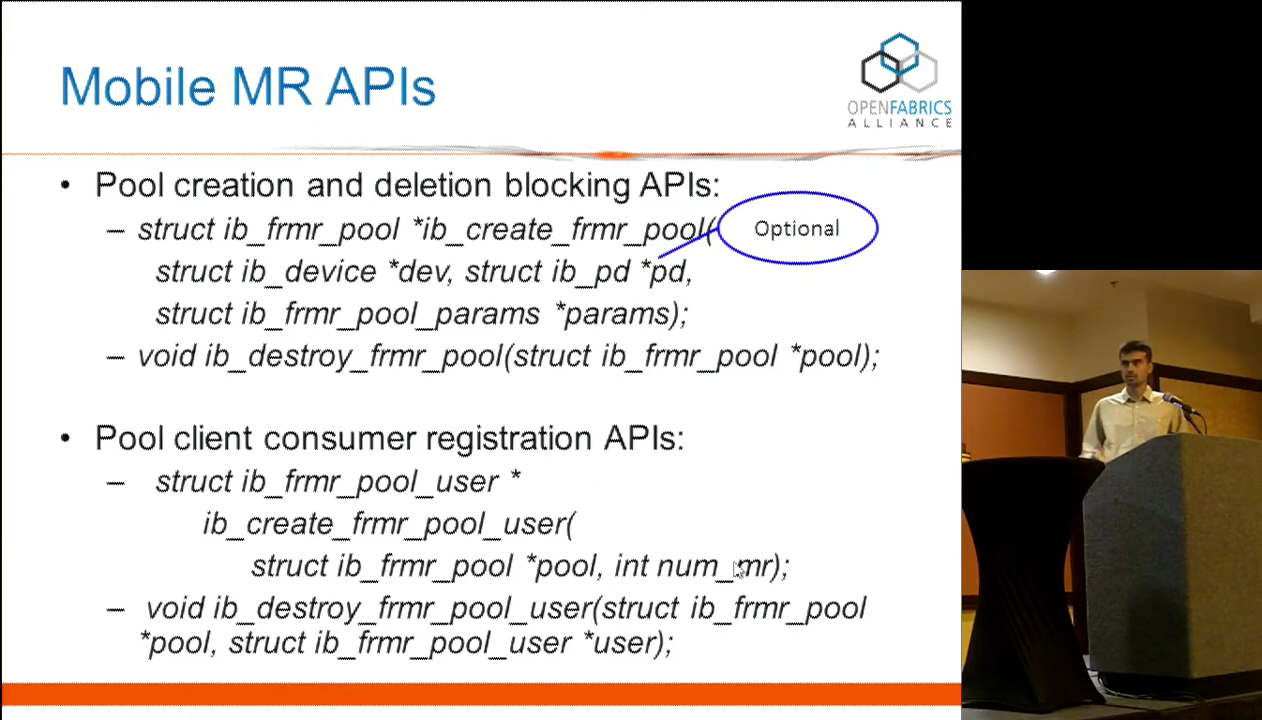 Mobile MR APIs
OPENFABRICS
ALLIANCE
• Pool creation and deletion blocking APIs:
– struct ib_frmr_pool *ib_create_frmr_pool(
Optional
struct ib_device *dev, struct ib_pd *pd,
struct ib_frmr_pool_params *params);
– void ib_destroy_frmr_pool(struct ib_frmr_pool *pool);
• Pool client consumer registration APIs:
– struct ib_frmr_pool_user *
ib_create_frmr_pool_user(
struct ib_frmr_pool *pool, int num_mr);
– void ib_destroy_frmr_pool_user(struct ib_frmr_pool
*pool, struct ib_frmr_pool_user *user);